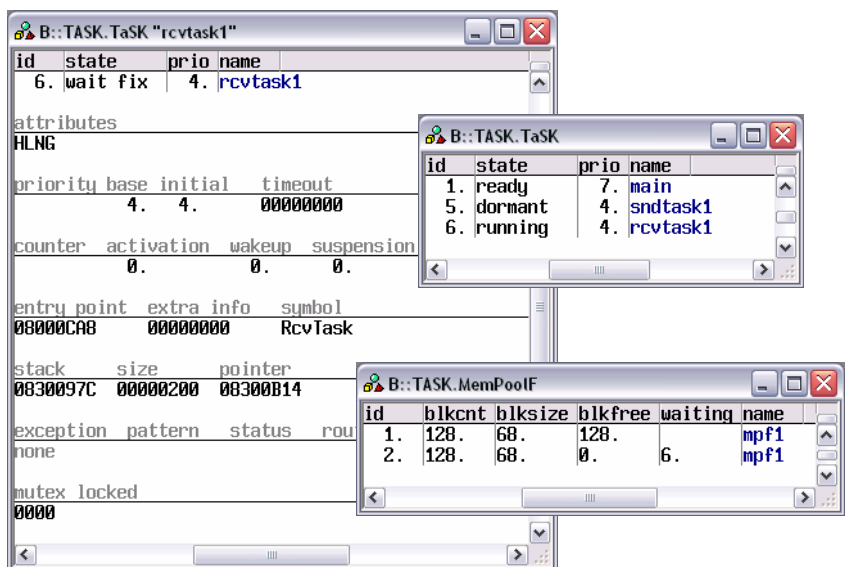 B::TASK.TaSK "rcvtask1"
id state prio name
6. wait fix 4. rcvtask1
attributes
HLNG
priority base initial timeout
4. 4. 00000000
counter activation wakeup suspension
0. 0. 0.
entry point extra info symbol
08000CA8 00000000 RcvTask
stack size pointer
0830097C 00000200 08300B14
exception pattern status rou
none
mutex locked
0000
B::TASK.TaSK
id state prio name
1. ready 7. main
5. dormant 4. sndtask1
6. running 4. rcvtask1
B::TASK.MemPoolF
id blkcnt blksize blkfree waiting name
1. 128. 68. 128. mpf1
2. 128. 68. 0. 6. mpf1